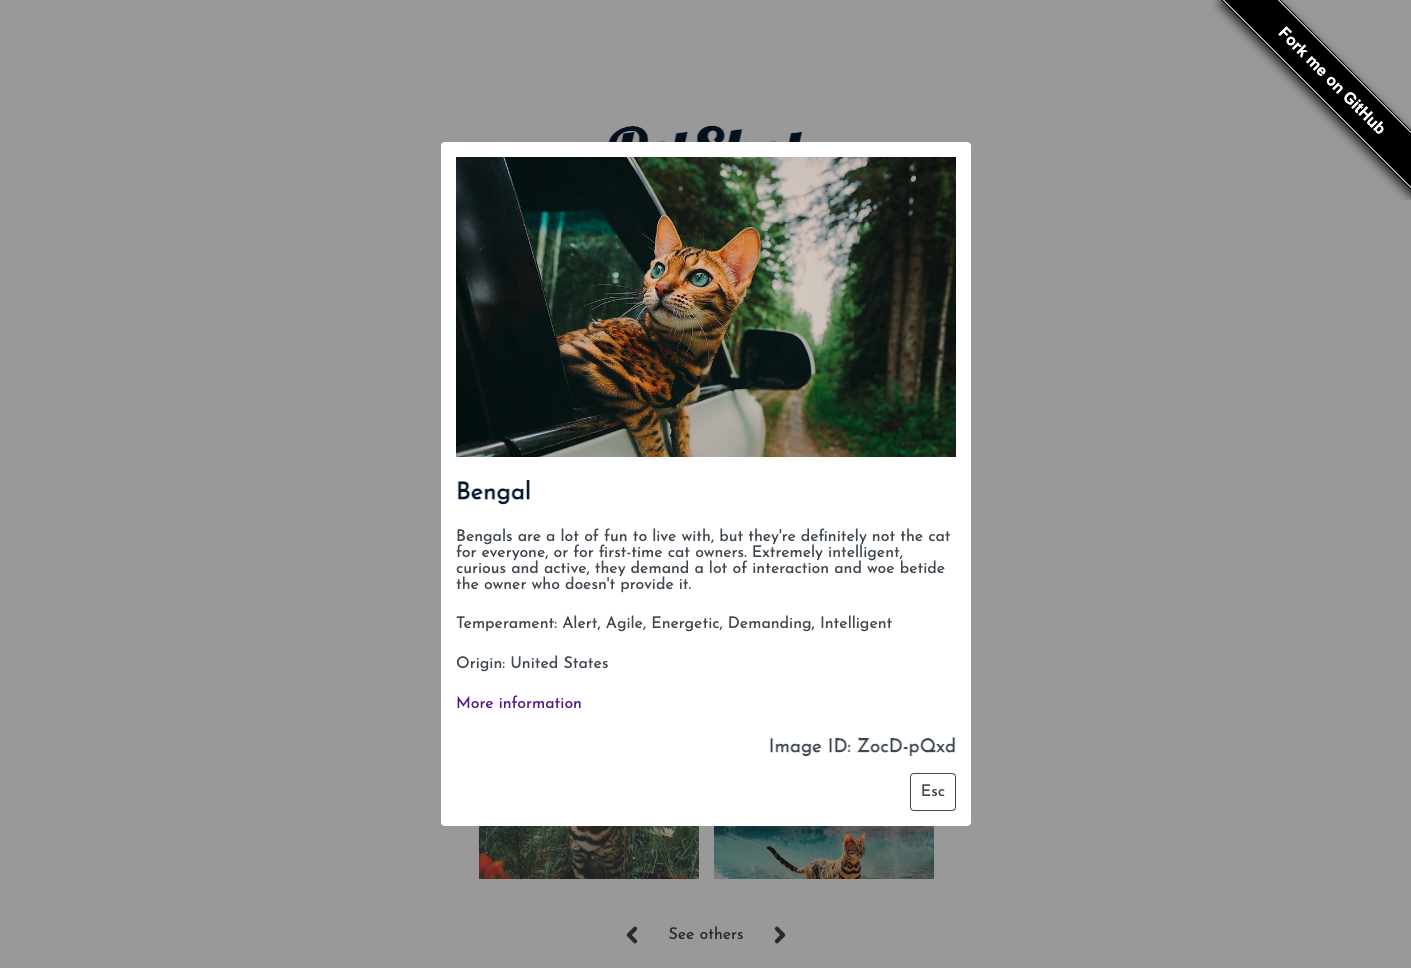 Fork me on GitHub
Bengal
Bengals are a lot of fun to live with, but they're definitely not the cat
for everyone, or for first-time cat owners. Extremely intelligent,
curious and active, they demand a lot of interaction and woe betide
the owner who doesn't provide it.
Temperament: Alert, Agile, Energetic, Demanding, Intelligent
Origin: United States
More information
Image ID: ZocD-pQxd
Esc
See others